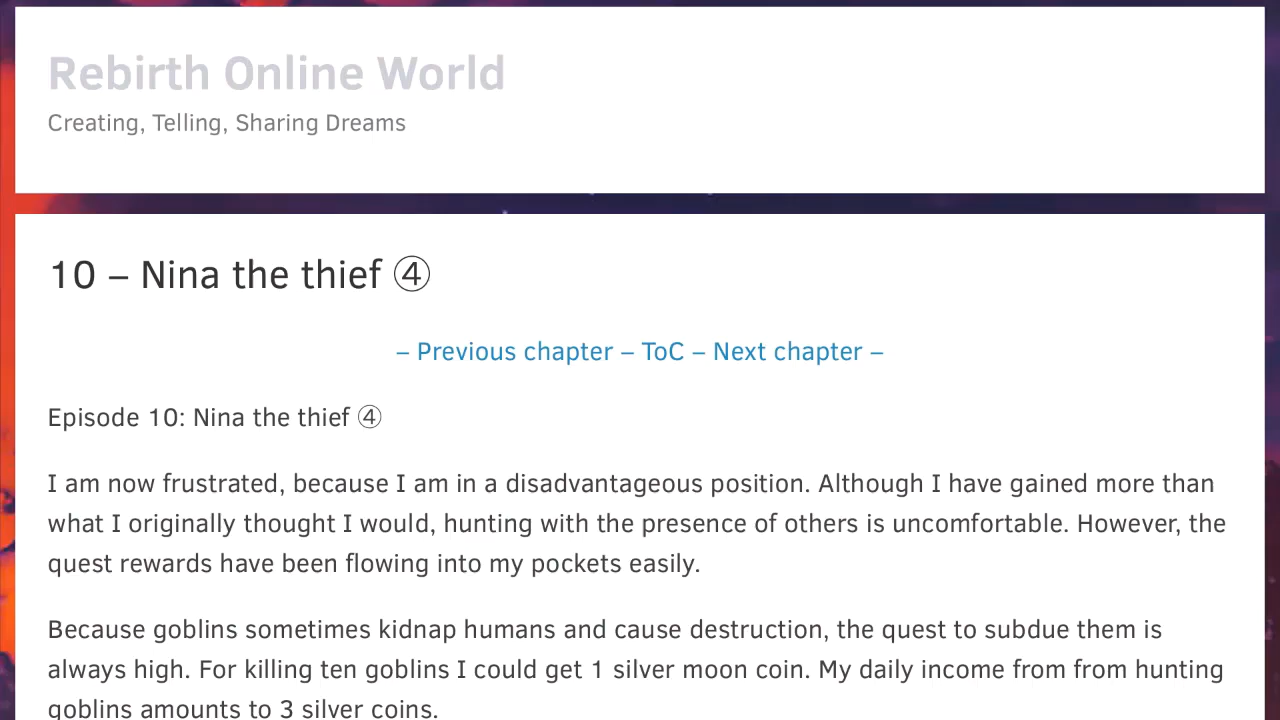 Rebirth Online World
Creating, Telling, Sharing Dreams
10 – Nina the thief ④
– Previous chapter – ToC – Next chapter –
Episode 10: Nina the thief ④
I am now frustrated, because I am in a disadvantageous position. Although I have gained more than
what I originally thought I would, hunting with the presence of others is uncomfortable. However, the
quest rewards have been flowing into my pockets easily.
Because goblins sometimes kidnap humans and cause destruction, the quest to subdue them is
always high. For killing ten goblins I could get 1 silver moon coin. My daily income from from hunting
goblins amounts to 3 silver coins.